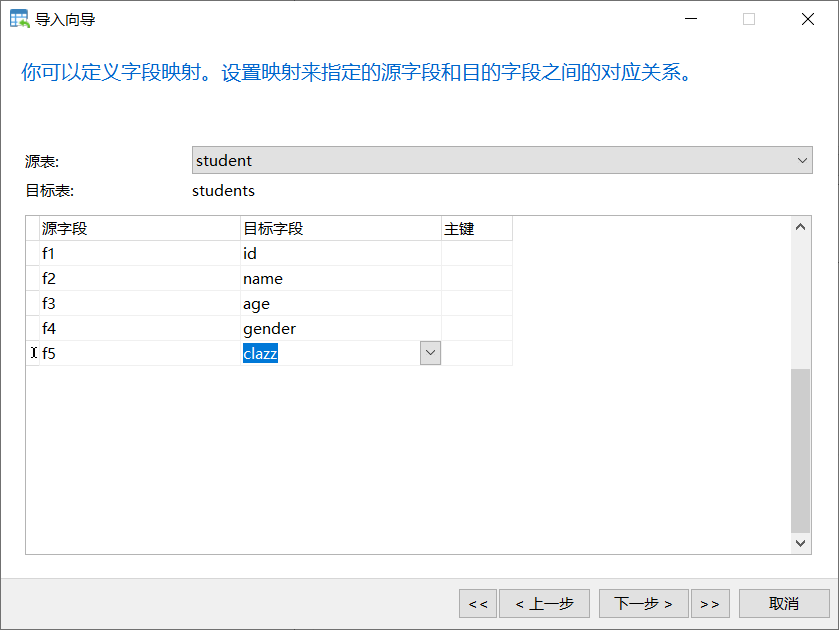 导入向导
你可以定义字段映射。设置映射来指定的源字段和目的字段之间的对应关系。
源表: student
目标表: students
源字段 目标字段 主键
f1 id
f2 name
f3 age
f4 gender
f5 clazz
<< < 上一步 下一步 > >> 取消